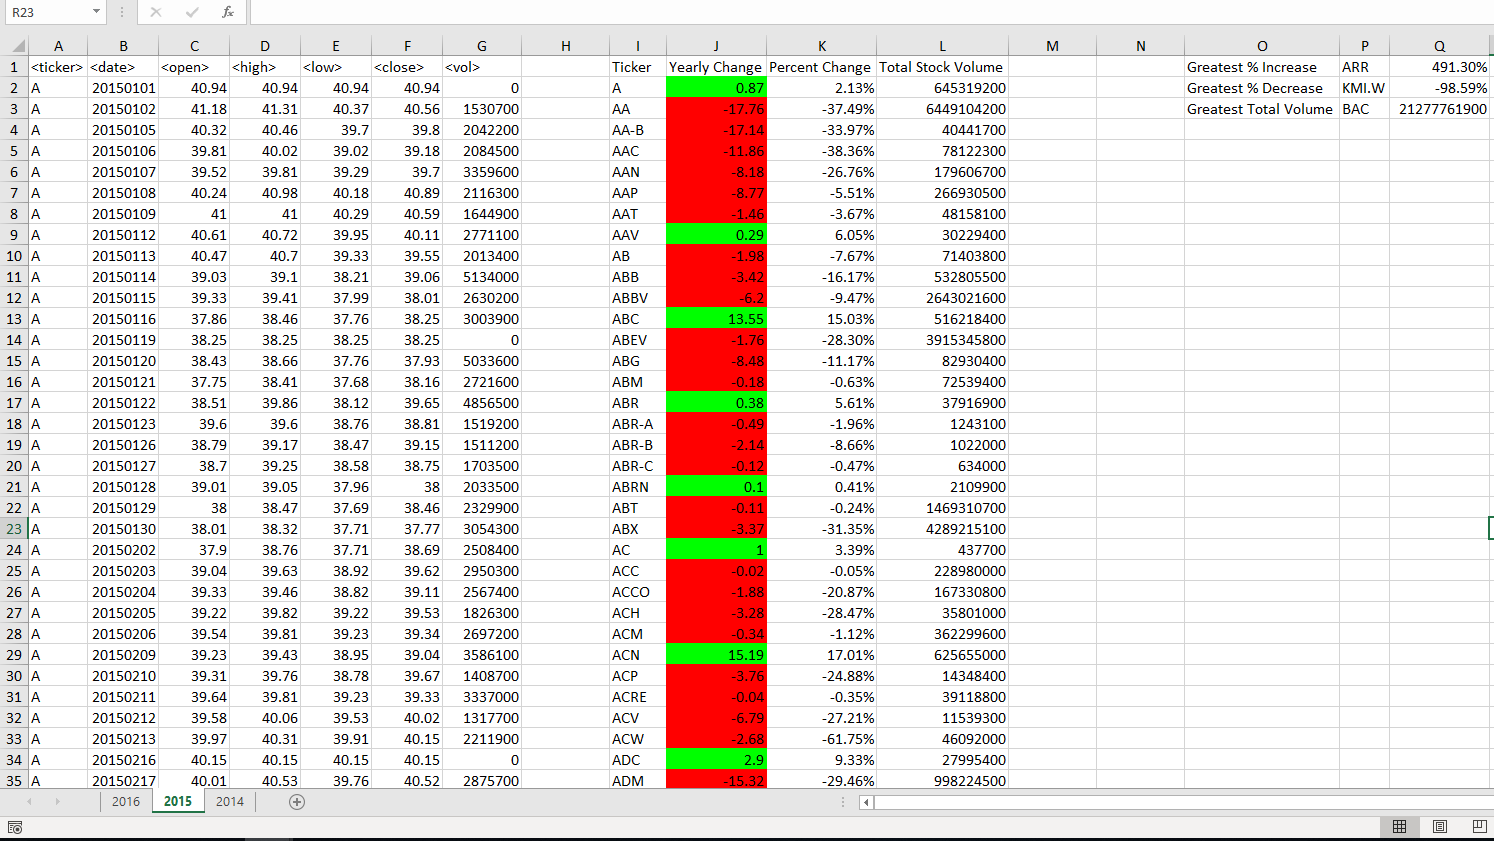 R23 fx
A B C D E F G H I J K L M N O P Q
1 <ticker> <date> <open> <high> <low> <close> <vol> Ticker Yearly Change Percent Change Total Stock Volume Greatest % Increase ARR 491.30%
2 A 20150101 40.94 40.94 40.94 40.94 0 A 0.87 2.13% 645319200 Greatest % Decrease KMI.W -98.59%
3 A 20150102 41.18 41.31 40.37 40.56 1530700 AA -17.76 -37.49% 6449104200 Greatest Total Volume BAC 21277761900
4 A 20150105 40.32 40.46 39.7 39.8 2042200 AA-B -17.14 -33.97% 40441700
5 A 20150106 39.81 40.02 39.02 39.18 2084500 AAC -11.86 -38.36% 78122300
6 A 20150107 39.52 39.81 39.29 39.7 3359600 AAN -8.18 -26.76% 179606700
7 A 20150108 40.24 40.98 40.18 40.89 2116300 AAP -8.77 -5.51% 266930500
8 A 20150109 41 41 40.29 40.59 1644900 AAT -1.46 -3.67% 48158100
9 A 20150112 40.61 40.72 39.95 40.11 2771100 AAV 0.29 6.05% 30229400
10 A 20150113 40.47 40.7 39.33 39.55 2013400 AB -1.98 -7.67% 71403800
11 A 20150114 39.03 39.1 38.21 39.06 5134000 ABB -3.42 -16.17% 532805500
12 A 20150115 39.33 39.41 37.99 38.01 2630200 ABBV -6.2 -9.47% 2643021600
13 A 20150116 37.86 38.46 37.76 38.25 3003900 ABC 13.55 15.03% 516218400
14 A 20150119 38.25 38.25 38.25 38.25 0 ABEV -1.76 -28.30% 3915345800
15 A 20150120 38.43 38.66 37.76 37.93 5033600 ABG -8.48 -11.17% 82930400
16 A 20150121 37.75 38.41 37.68 38.16 2721600 ABM -0.18 -0.63% 72539400
17 A 20150122 38.51 39.86 38.12 39.65 4856500 ABR 0.38 5.61% 37916900
18 A 20150123 39.6 39.6 38.76 38.81 1519200 ABR-A -0.49 -1.96% 1243100
19 A 20150126 38.79 39.17 38.47 39.15 1511200 ABR-B -2.14 -8.66% 1022000
20 A 20150127 38.7 39.25 38.58 38.75 1703500 ABR-C -0.12 -0.47% 634000
21 A 20150128 39.01 39.05 37.96 38 2033500 ABRN 0.1 0.41% 2109900
22 A 20150129 38 38.47 37.69 38.46 2329900 ABT -0.11 -0.24% 1469310700
23 A 20150130 38.01 38.32 37.71 37.77 3054300 ABX -3.37 -31.35% 4289215100
24 A 20150202 37.9 38.76 37.71 38.69 2508400 AC 1 3.39% 437700
25 A 20150203 39.04 39.63 38.92 39.62 2950300 ACC -0.02 -0.05% 228980000
26 A 20150204 39.33 39.46 38.82 39.11 2567400 ACCO -1.88 -20.87% 167330800
27 A 20150205 39.22 39.82 39.22 39.53 1826300 ACH -3.28 -28.47% 35801000
28 A 20150206 39.54 39.81 39.23 39.34 2697200 ACM -0.34 -1.12% 362299600
29 A 20150209 39.23 39.43 38.95 39.04 3586100 ACN 15.19 17.01% 625655000
30 A 20150210 39.31 39.76 38.78 39.67 1408700 ACP -3.76 -24.88% 14348400
31 A 20150211 39.64 39.81 39.23 39.33 3337000 ACRE -0.04 -0.35% 39118800
32 A 20150212 39.58 40.06 39.53 40.02 1317700 ACV -6.79 -27.21% 11539300
33 A 20150213 39.97 40.31 39.91 40.15 2211900 ACW -2.68 -61.75% 46092000
34 A 20150216 40.15 40.15 40.15 40.15 0 ADC 2.9 9.33% 27995400
35 A 20150217 40.01 40.53 39.76 40.52 2875700 ADM -15.32 -29.46% 998224500
2016 2015 2014